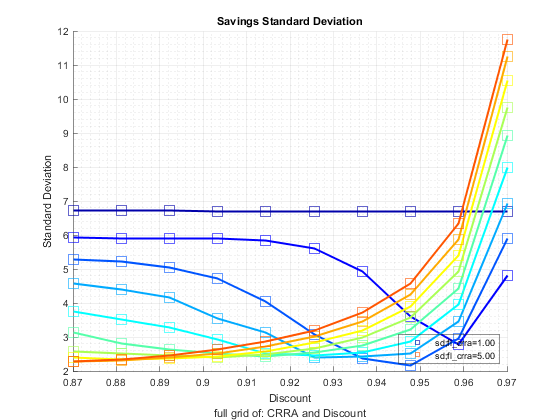 Savings Standard Deviation
12
11
10
9
8
7
6
5
4
3
2
Standard Deviation
sd:fl_crra=1.00
sd:fl_crra=5.00
0.87 0.88 0.89 0.9 0.91 0.92 0.93 0.94 0.95 0.96 0.97
Discount
full grid of: CRRA and Discount